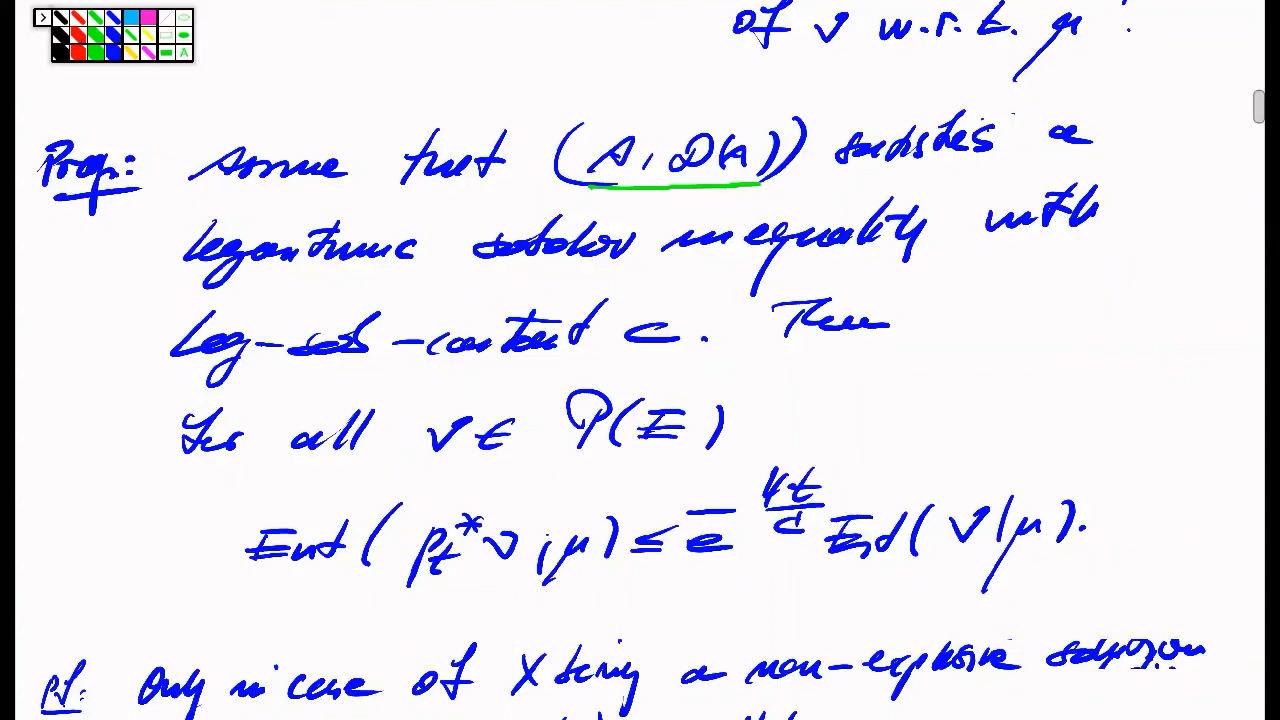 of ν w.r.t. μ
Prop.: Assume that (A, D(A)) satisfies a
logarithmic sobolev inequality with
log-sob-constant c. Then
for all ν ∈ P(E)
Ent( p_t^* ν | μ) ≤ e^{-4t/c} Ent( ν | μ).
Pf: Only in case of X being a non-explosive